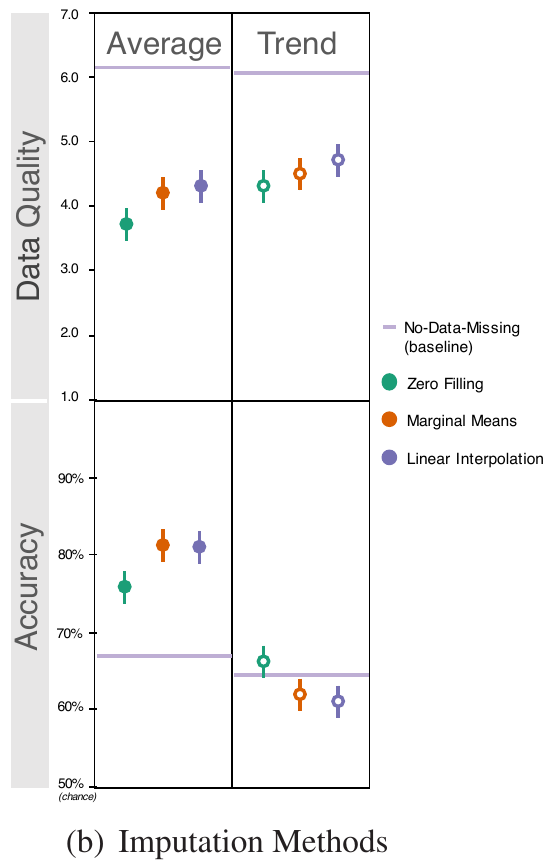 7.0
Average Trend
6.0
5.0
4.0
3.0
2.0
1.0
Data Quality
No-Data-Missing
(baseline)
Zero Filling
Marginal Means
Linear Interpolation
90%
80%
70%
60%
50%
(chance)
Accuracy
(b) Imputation Methods